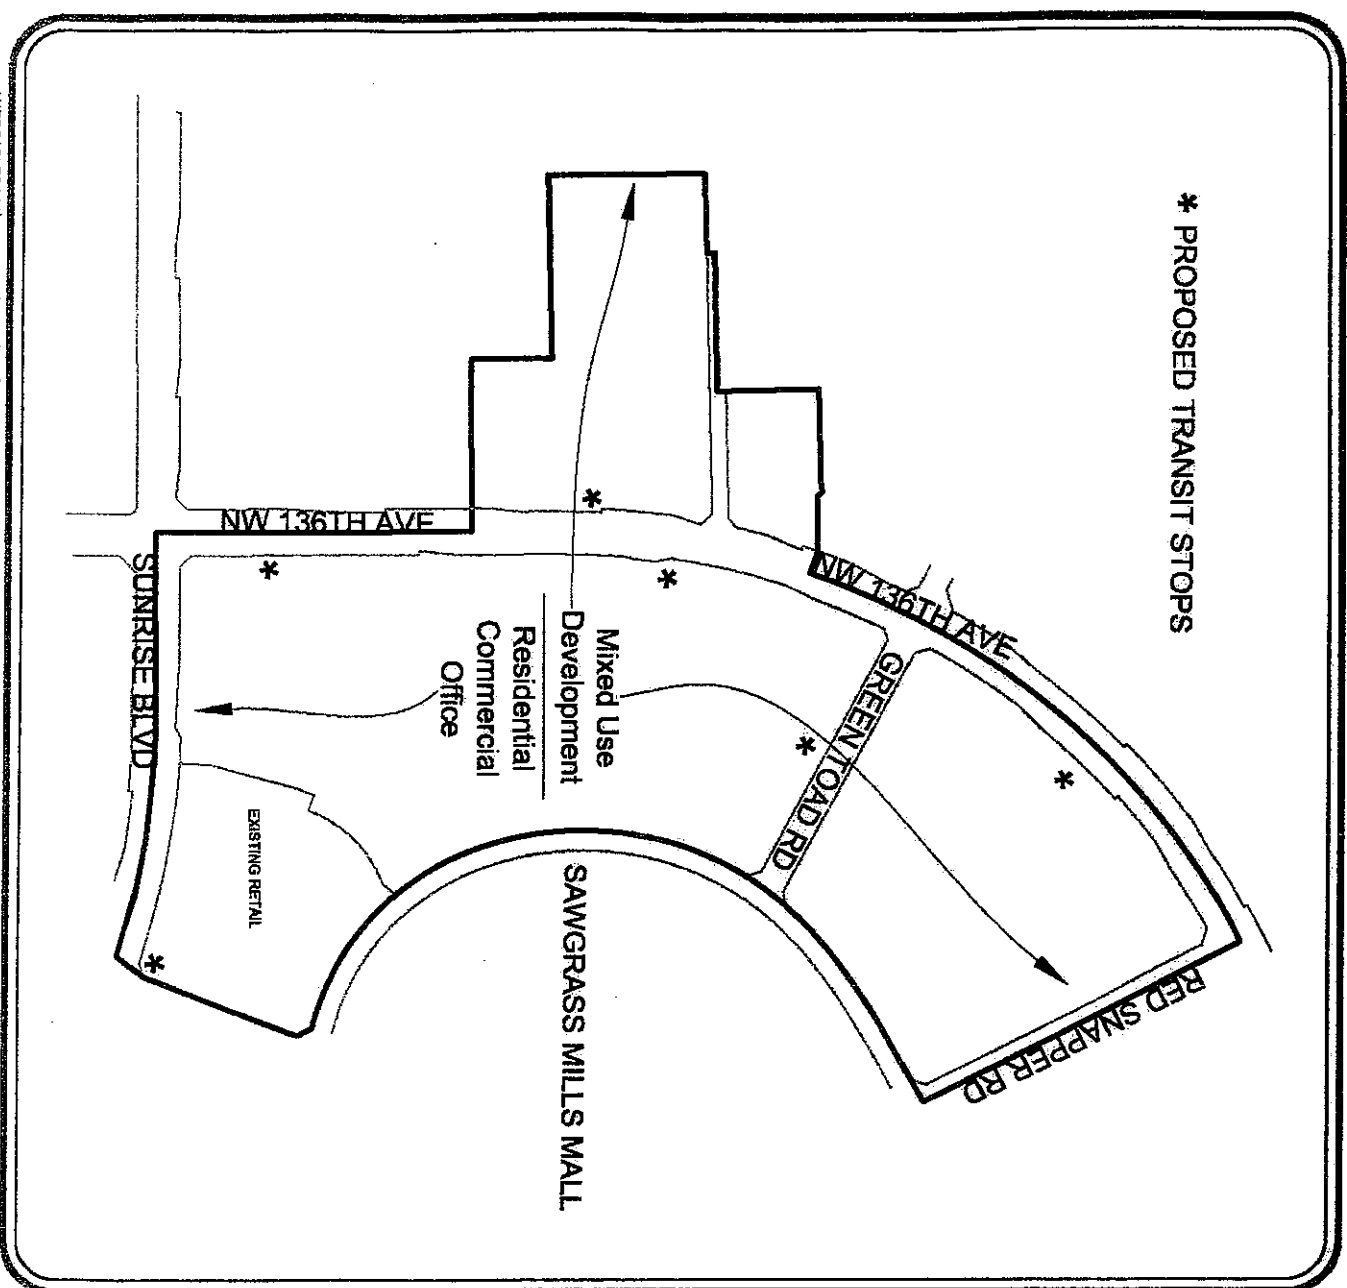 * PROPOSED TRANSIT STOPS
NW 136TH AVE
NW 136TH AVE
GREEN TOAD RD
RED SNAPPER RD
Mixed Use
Development
Residential
Commercial
Office
SAWGRASS MILLS MALL
EXISTING RETAIL
SUNRISE BLVD